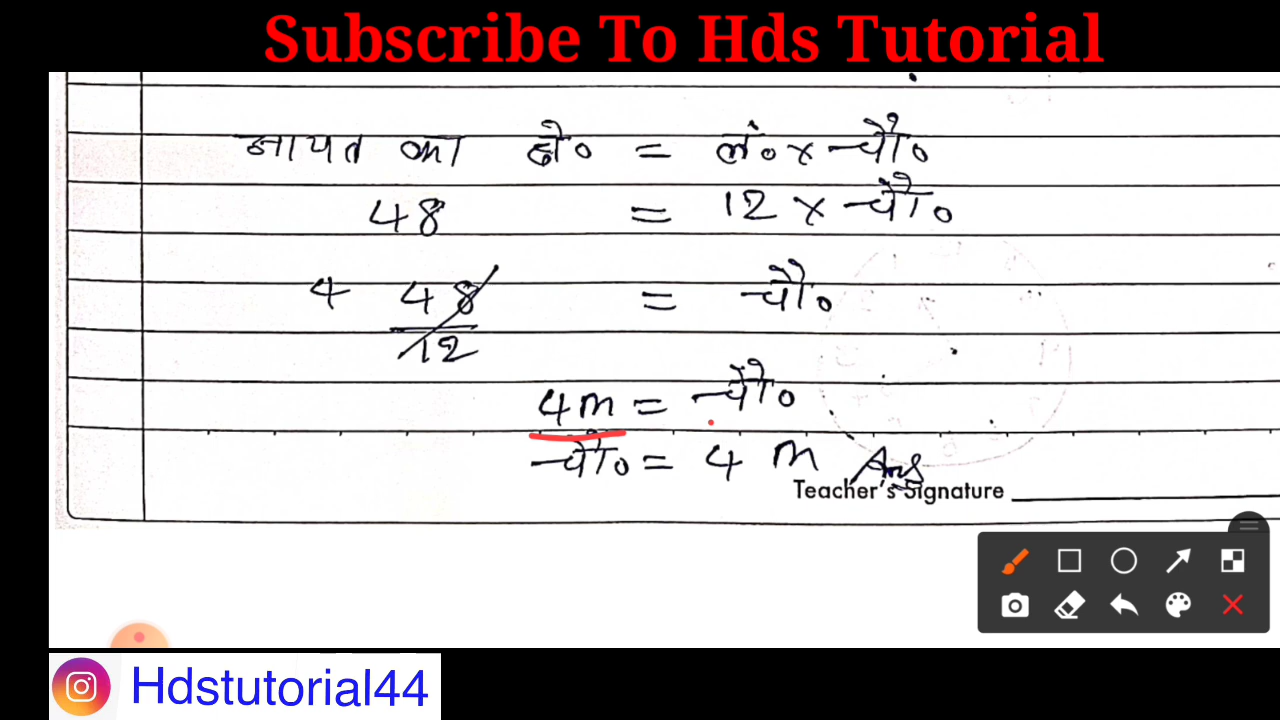 Subscribe To Hds Tutorial
आयत का क्षे० = लं० x चौ०
48 = 12 x चौ०
4 48/12 = चौ०
4m = चौ०
चौ० = 4 m Ans
Teacher's Signature
Hdstutorial44